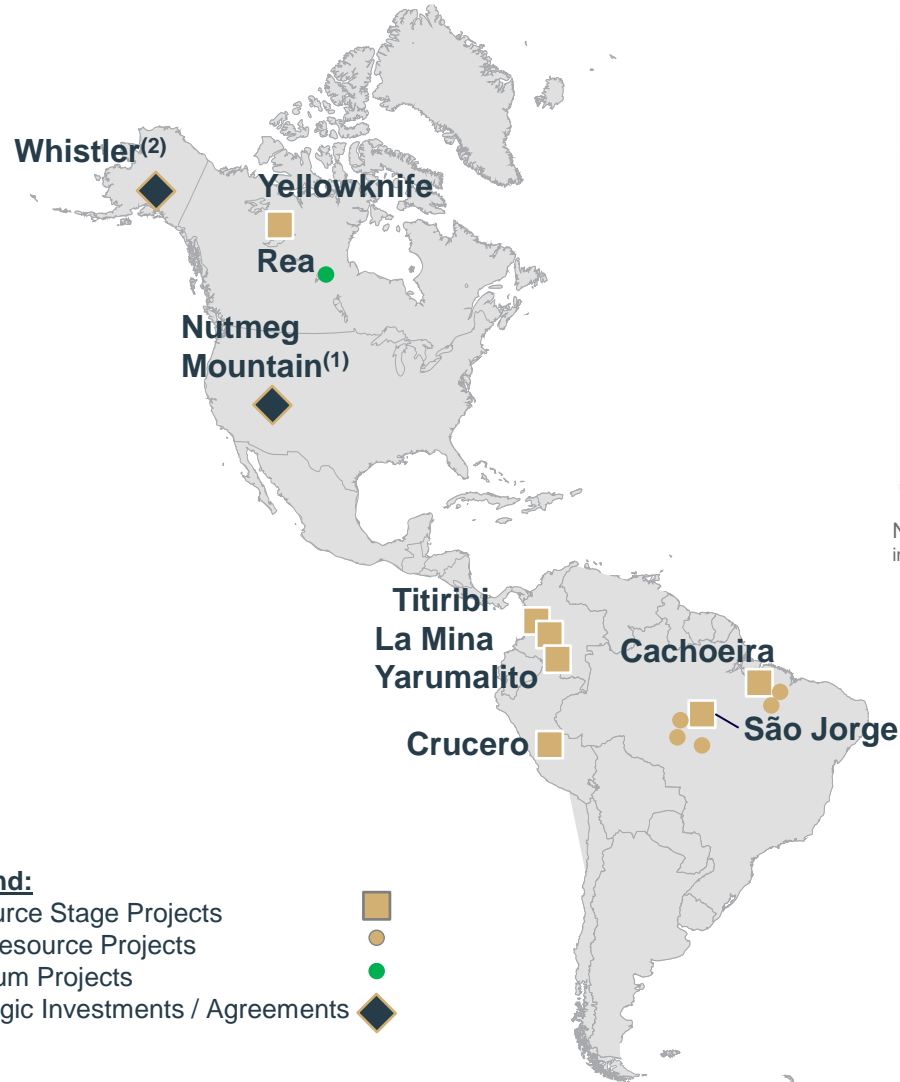 Whistler(2)
Yellowknife
Rea
Nutmeg
Mountain(1)
Titiribi
La Mina
Yarumalito
Cachoeira
São Jorge
Crucero
nd:
urce Stage Projects
esource Projects
um Projects
gic Investments / Agreements